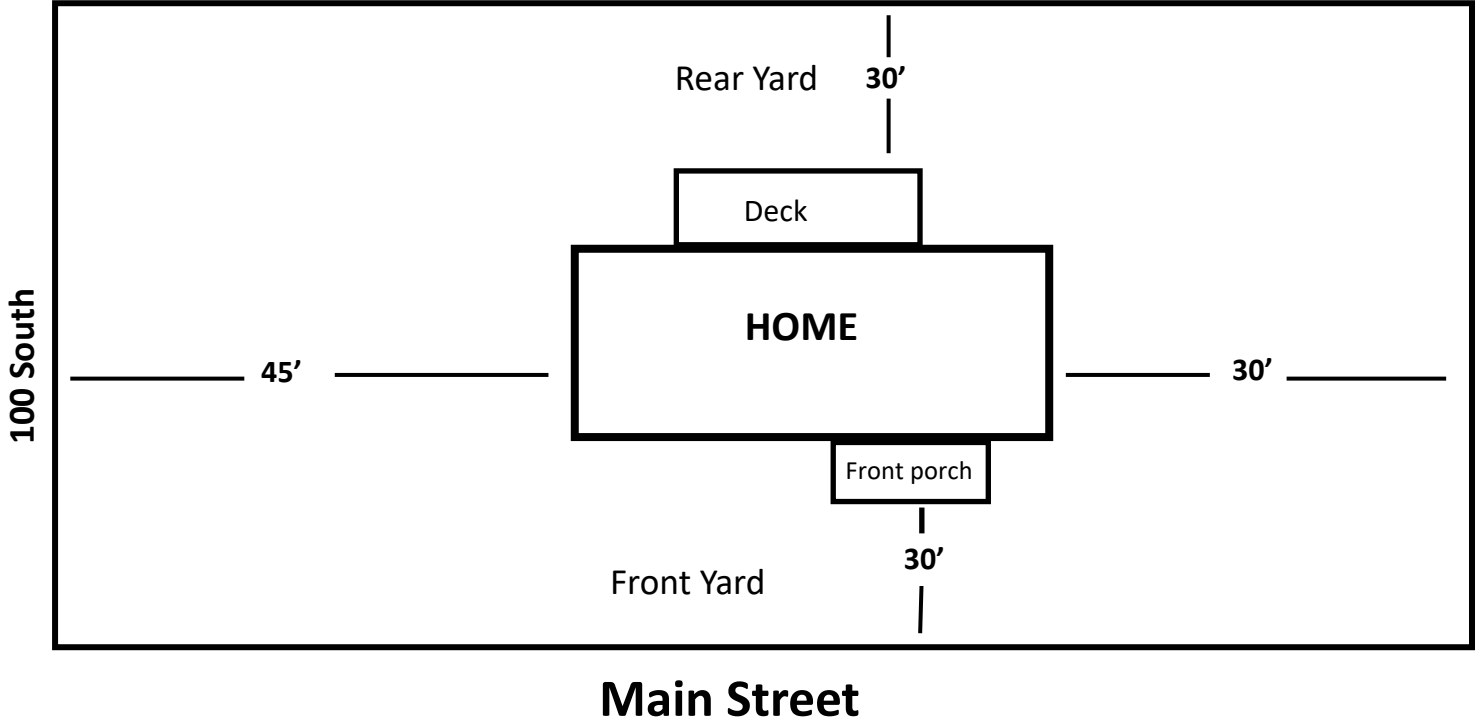 Rear Yard 30’
Deck
HOME
100 South
45’
30’
Front porch
30’
Front Yard
Main Street